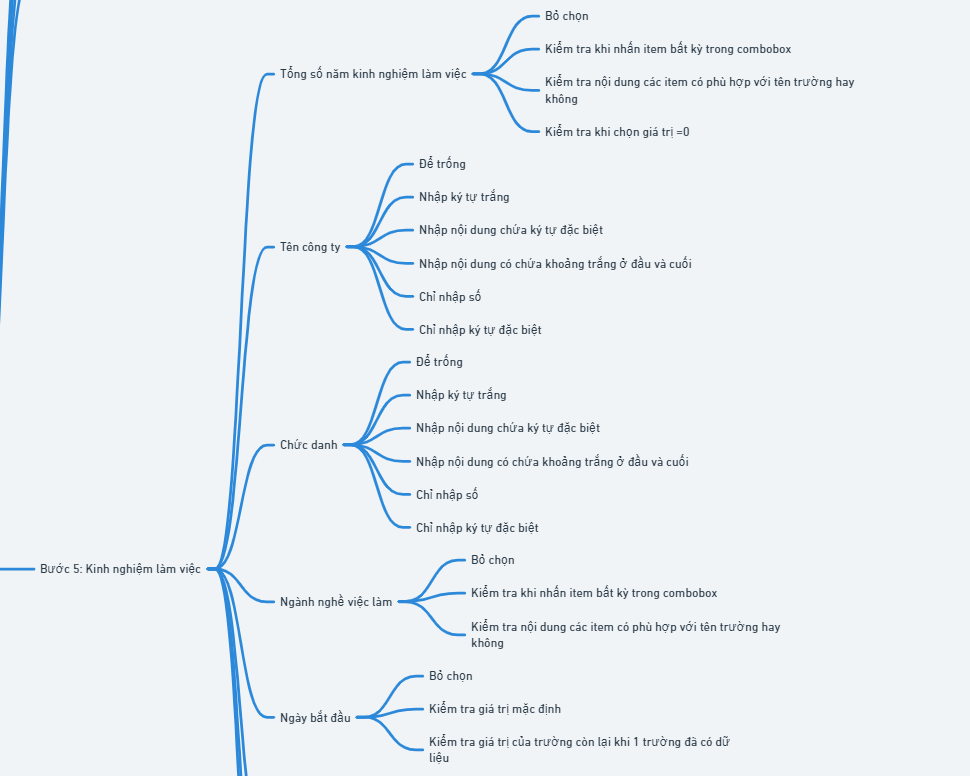 Bước 5: Kinh nghiệm làm việc
Tổng số năm kinh nghiệm làm việc
Bỏ chọn
Kiểm tra khi nhấn item bất kỳ trong combobox
Kiểm tra nội dung các item có phù hợp với tên trường hay
không
Kiểm tra khi chọn giá trị =0
Tên công ty
Để trống
Nhập ký tự trắng
Nhập nội dung chứa ký tự đặc biệt
Nhập nội dung có chứa khoảng trắng ở đầu và cuối
Chỉ nhập số
Chỉ nhập ký tự đặc biệt
Chức danh
Để trống
Nhập ký tự trắng
Nhập nội dung chứa ký tự đặc biệt
Nhập nội dung có chứa khoảng trắng ở đầu và cuối
Chỉ nhập số
Chỉ nhập ký tự đặc biệt
Ngành nghề việc làm
Bỏ chọn
Kiểm tra khi nhấn item bất kỳ trong combobox
Kiểm tra nội dung các item có phù hợp với tên trường hay
không
Ngày bắt đầu
Bỏ chọn
Kiểm tra giá trị mặc định
Kiểm tra giá trị của trường còn lại khi 1 trường đã có dữ
liệu